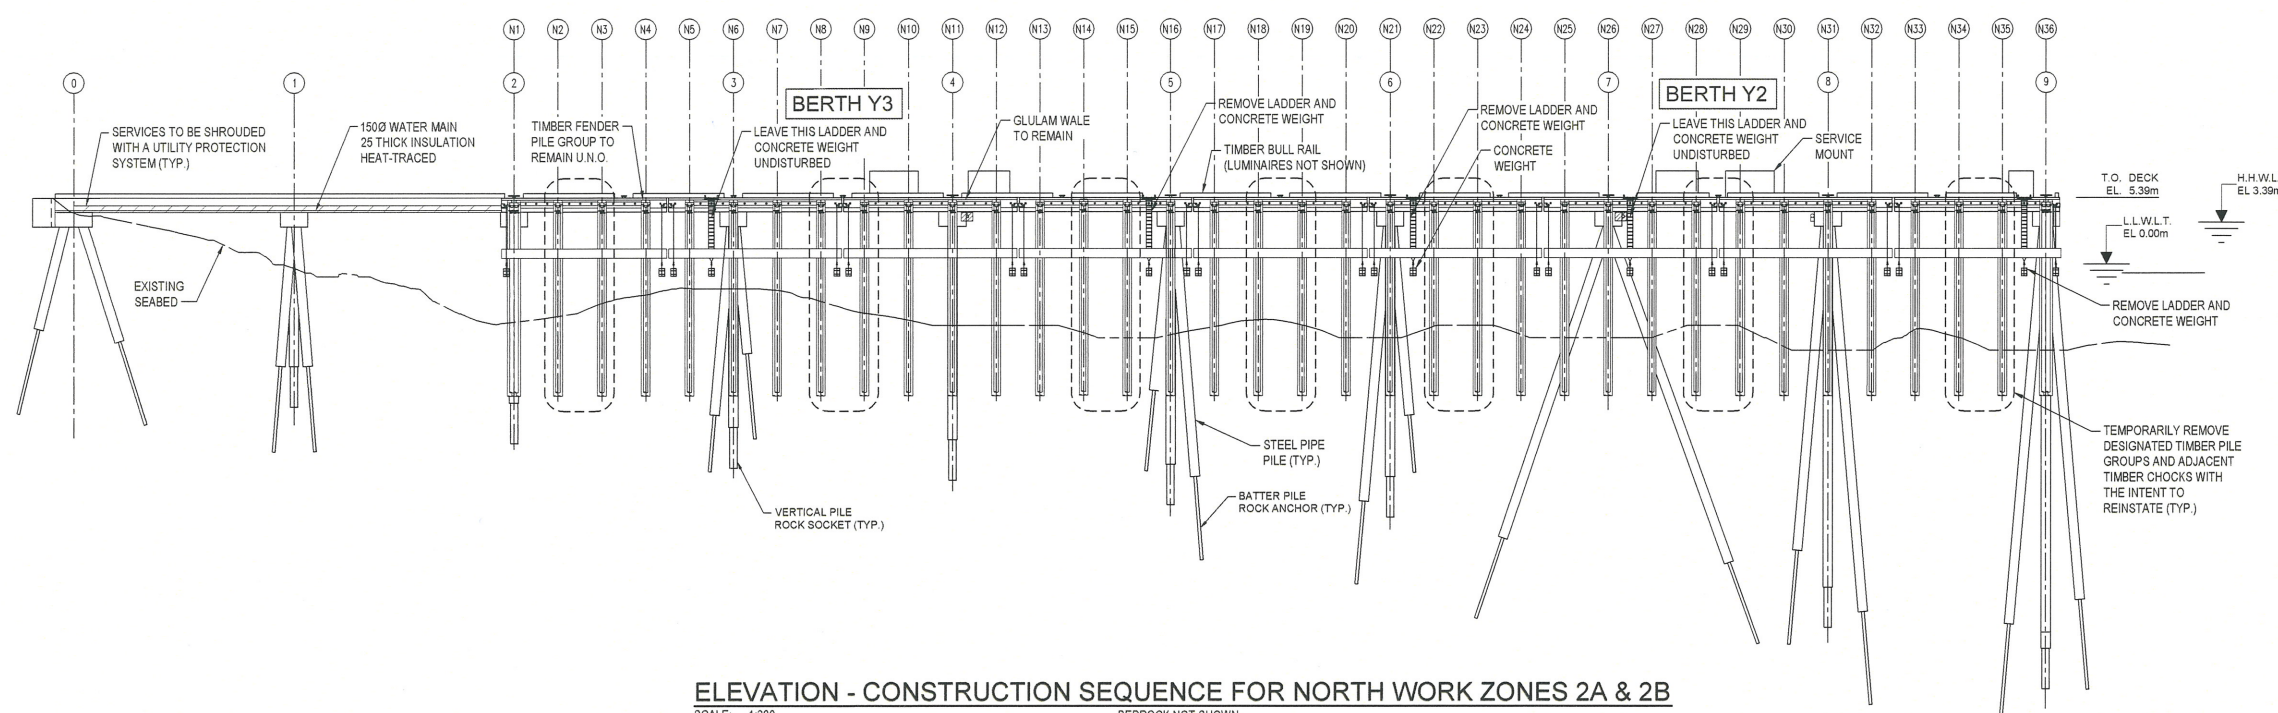 N1 N2 N3 N4 N5 N6 N7 N8 N9 N10 N11 N12 N13 N14 N15 N16 N17 N18 N19 N20 N21 N22 N23 N24 N25 N26 N27 N28 N29 N30 N31 N32 N33 N34 N35 N36
0 1 2 3 4 5 6 7 8 9
BERTH Y3
BERTH Y2
SERVICES TO BE SHROUDED
WITH A UTILITY PROTECTION
SYSTEM (TYP.)
150Ø WATER MAIN
25 THICK INSULATION
HEAT-TRACED
TIMBER FENDER
PILE GROUP TO
REMAIN U.N.O.
LEAVE THIS LADDER AND
CONCRETE WEIGHT
UNDISTURBED
GLULAM WALE
TO REMAIN
REMOVE LADDER AND
CONCRETE WEIGHT
TIMBER BULL RAIL
(LUMINAIRES NOT SHOWN)
REMOVE LADDER AND
CONCRETE WEIGHT
CONCRETE
WEIGHT
LEAVE THIS LADDER AND
CONCRETE WEIGHT
UNDISTURBED
SERVICE
MOUNT
T.O. DECK
EL. 5.39m
H.H.W.L
EL 3.39m
L.L.W.L.T.
EL 0.00m
EXISTING
SEABED
REMOVE LADDER AND
CONCRETE WEIGHT
STEEL PIPE
PILE (TYP.)
BATTER PILE
ROCK ANCHOR (TYP.)
VERTICAL PILE
ROCK SOCKET (TYP.)
TEMPORARILY REMOVE
DESIGNATED TIMBER PILE
GROUPS AND ADJACENT
TIMBER CHOCKS WITH
THE INTENT TO
REINSTATE (TYP.)
ELEVATION - CONSTRUCTION SEQUENCE FOR NORTH WORK ZONES 2A & 2B
BEDROCK NOT SHOWN